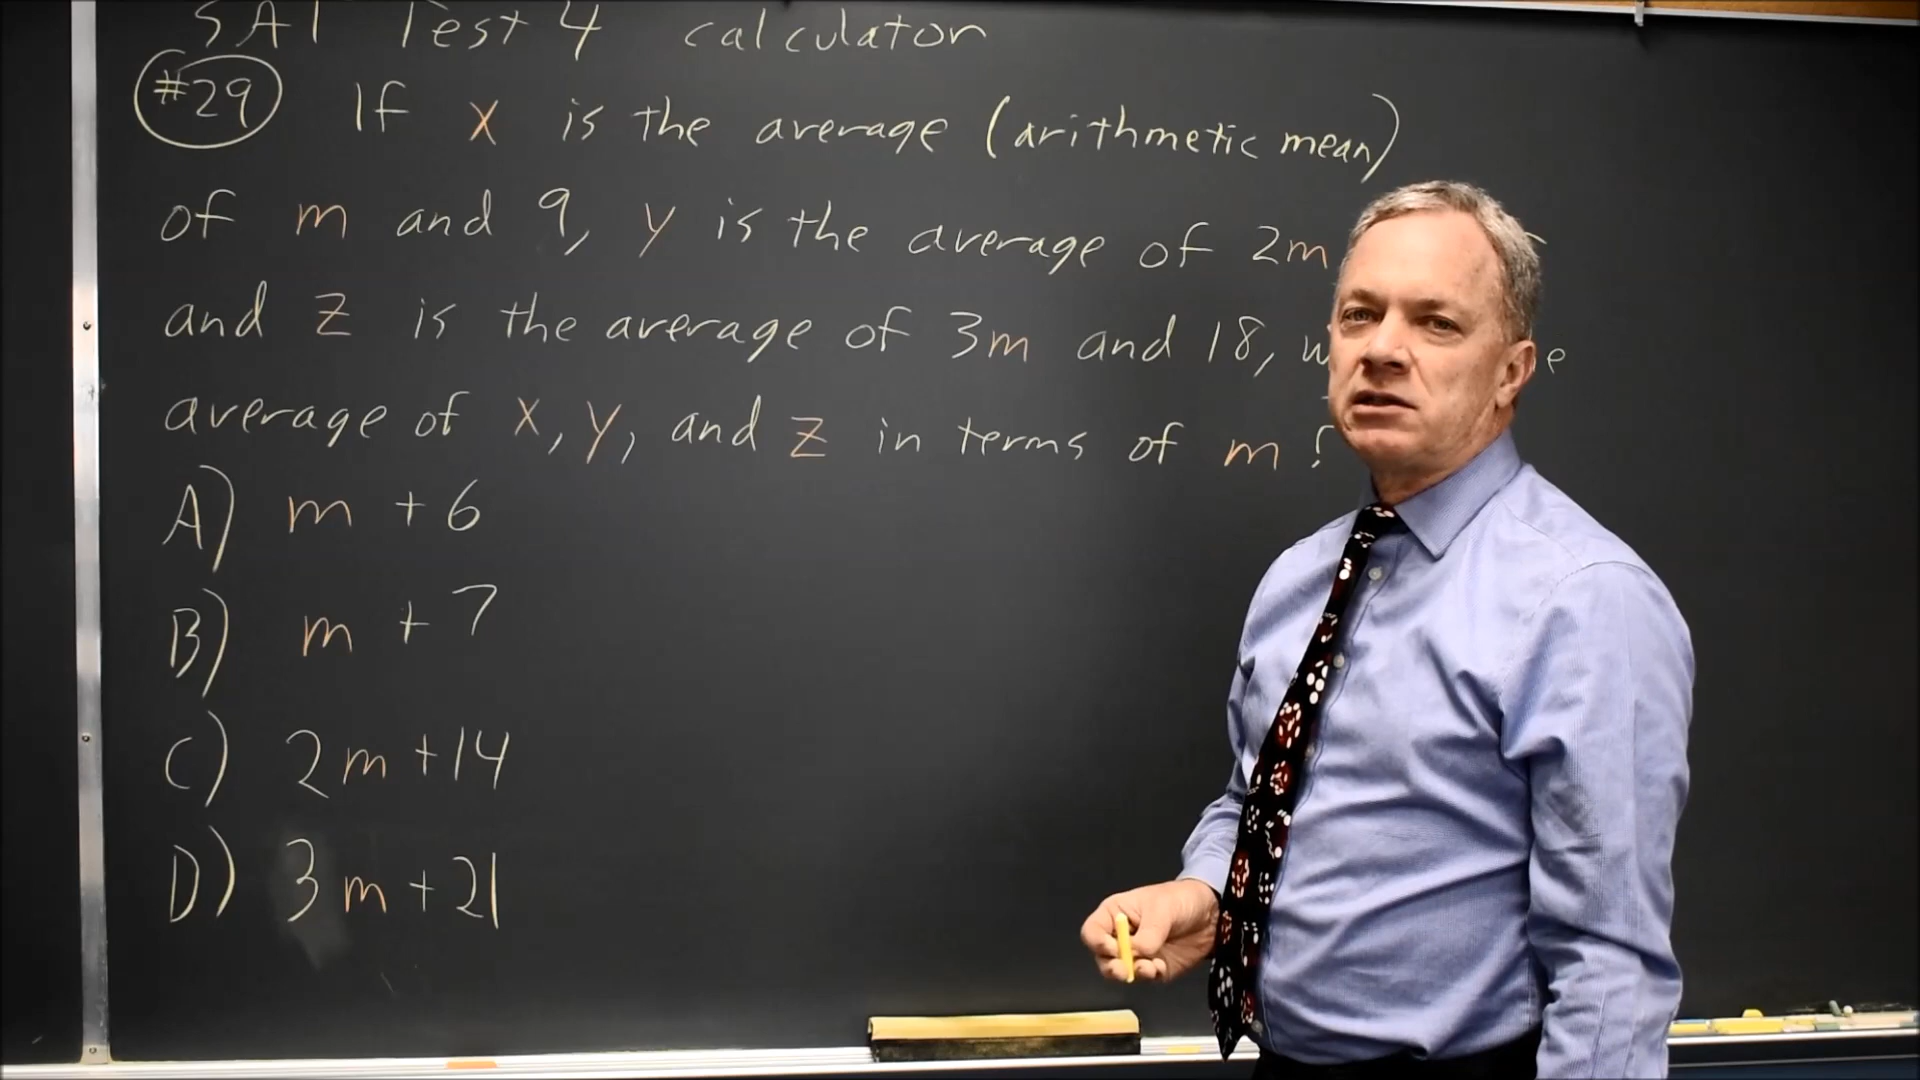 SAT Test 4 calculator
#29 If x is the average (arithmetic mean)
of m and 9, y is the average of 2m
and z is the average of 3m and 18,
average of x, y, and z in terms of m?
A) m + 6
B) m + 7
C) 2m + 14
D) 3m + 21